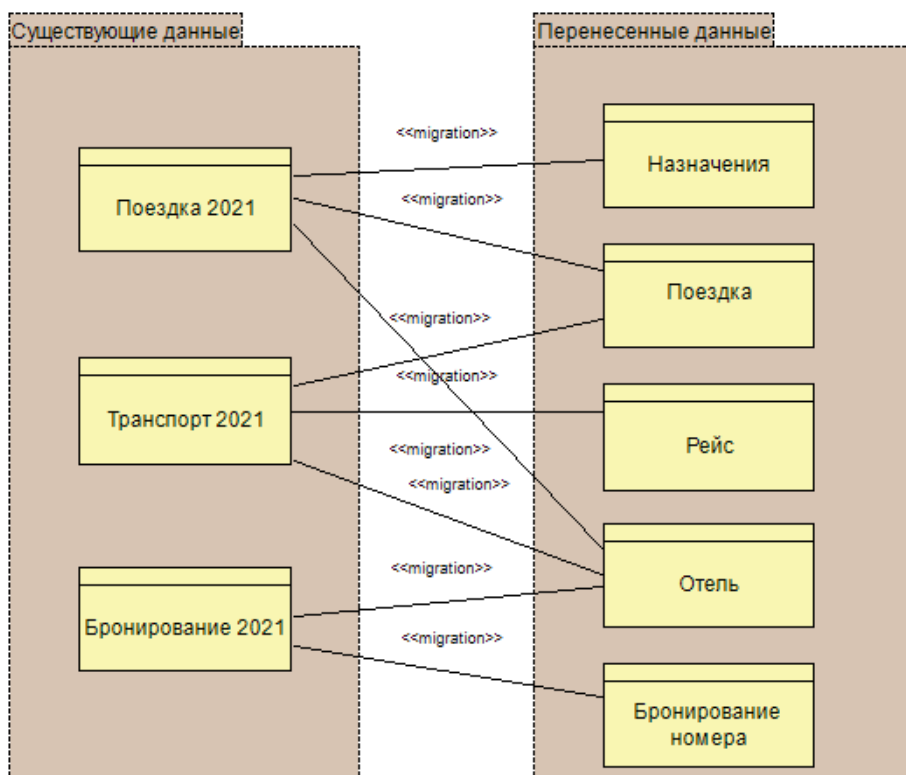 Существующие данные
Перенесенные данные
<<migration>>
Назначения
Поездка 2021
<<migration>>
Поездка
<<migration>>
<<migration>>
Транспорт 2021
Рейс
<<migration>>
<<migration>>
Отель
<<migration>>
Бронирование 2021
<<migration>>
Бронирование
номера